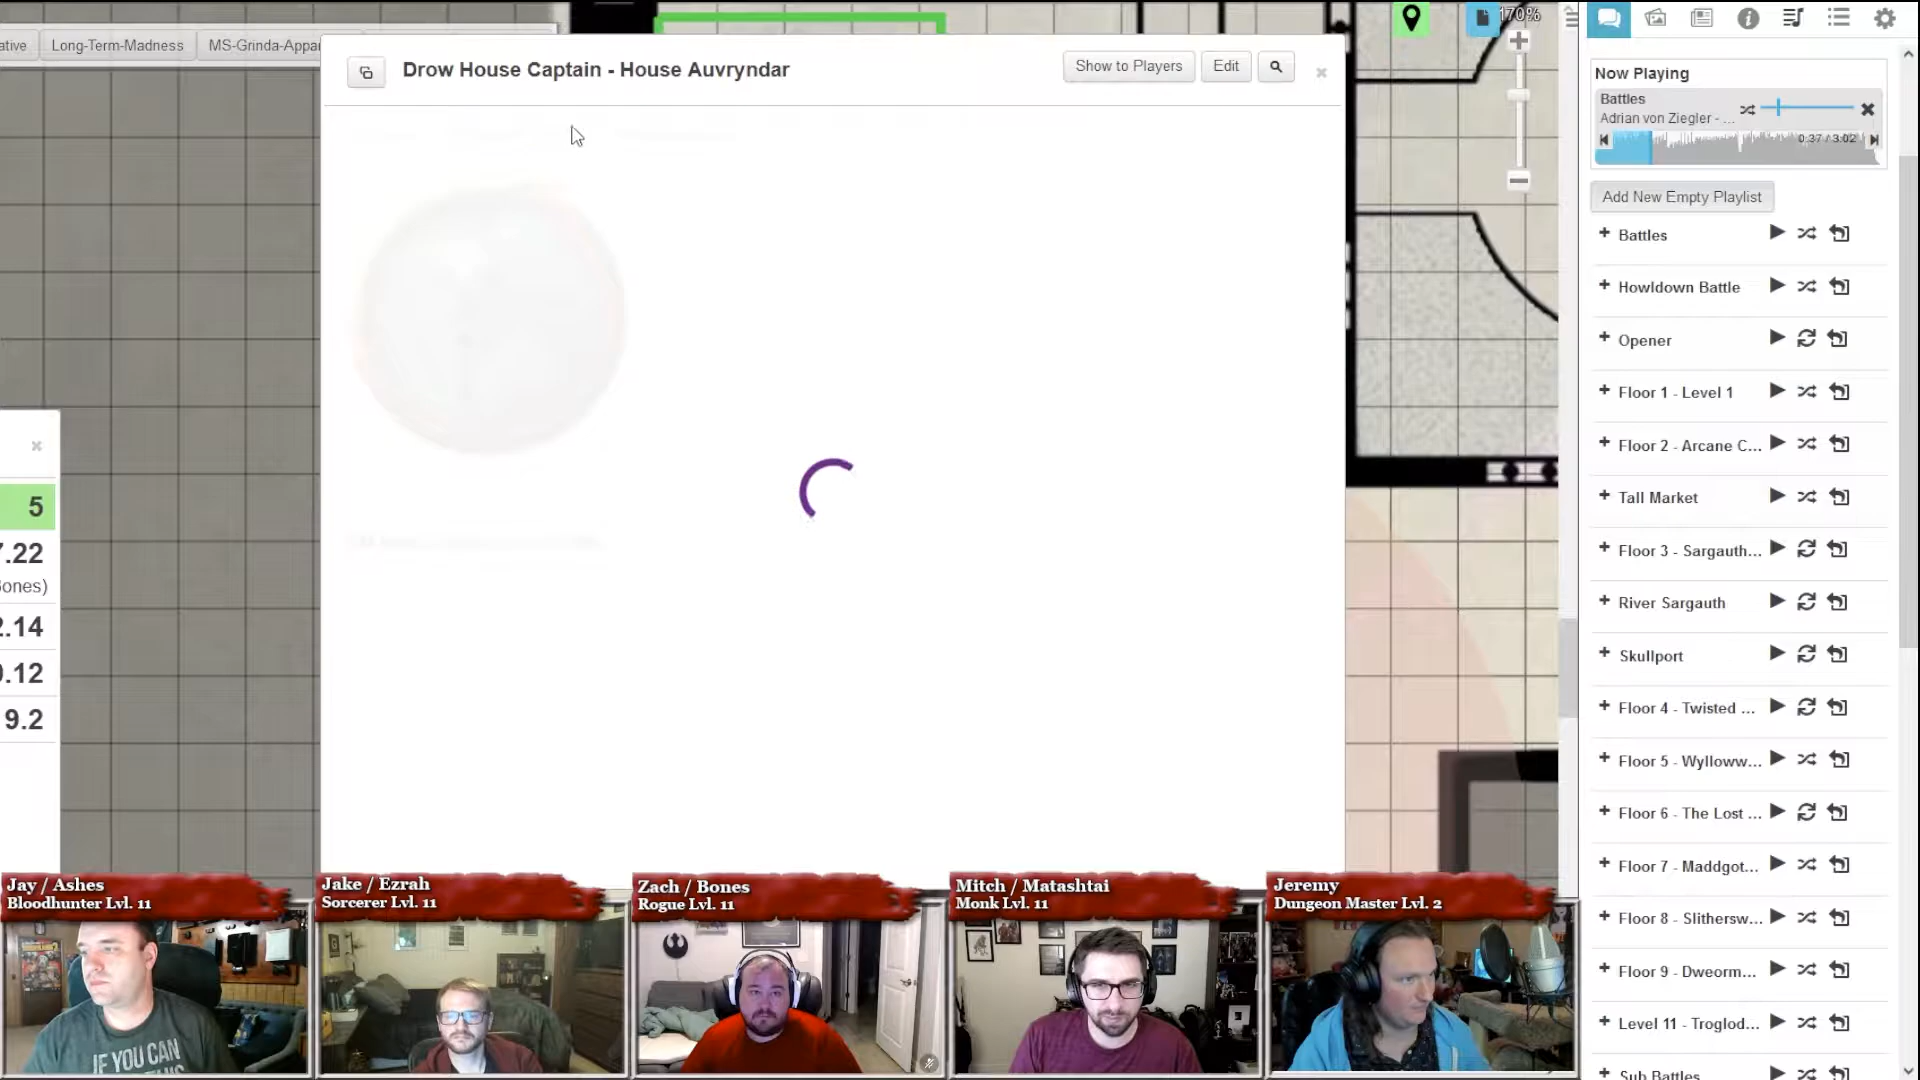 ative
Long-Term-Madness
MS-Grinda-Appar
Drow House Captain - House Auvryndar
Show to Players
Edit
170%
5
7.22
ones)
2.14
0.12
9.2
Now Playing
Battles
Adrian von Ziegler - ...
0:37 / 3:02
Add New Empty Playlist
Battles
Howldown Battle
Opener
Floor 1 - Level 1
Floor 2 - Arcane C...
Tall Market
Floor 3 - Sargauth...
River Sargauth
Skullport
Floor 4 - Twisted ...
Floor 5 - Wylloww...
Floor 6 - The Lost ...
Floor 7 - Maddgot...
Floor 8 - Slithersw...
Floor 9 - Dweorm...
Level 11 - Troglod...
Sub Battles
Jay / Ashes
Bloodhunter Lvl. 11
Jake / Ezrah
Sorcerer Lvl. 11
Zach / Bones
Rogue Lvl. 11
Mitch / Matashtai
Monk Lvl. 11
Jeremy
Dungeon Master Lvl. 2
IF YOU CAN